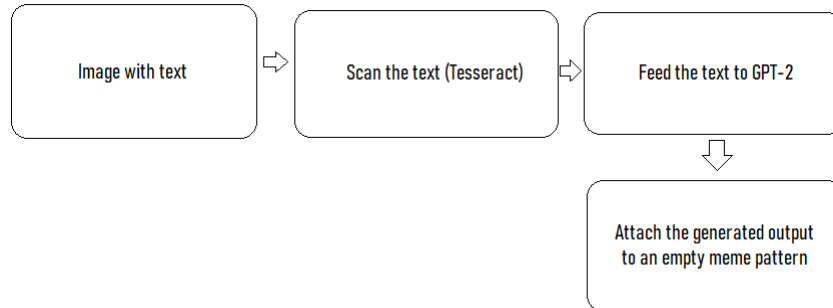 Image with text
Scan the text (Tesseract)
Feed the text to GPT-2
Attach the generated output
to an empty meme pattern